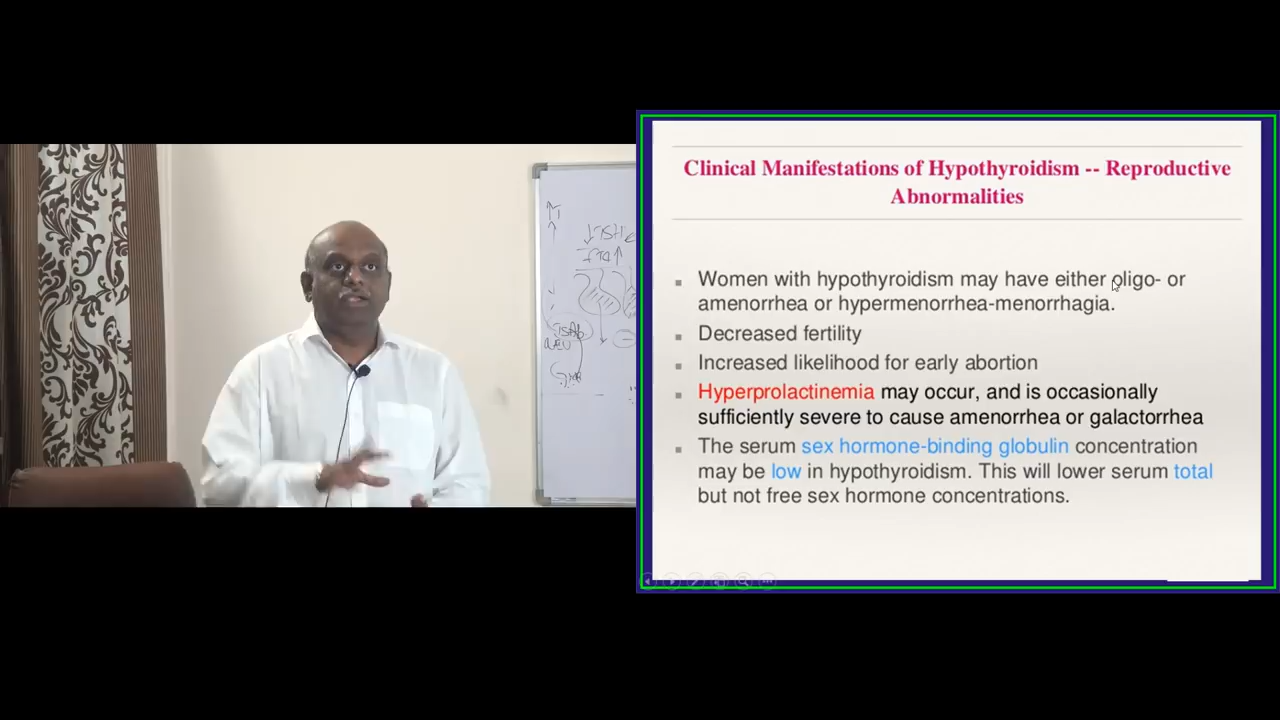 Clinical Manifestations of Hypothyroidism -- Reproductive
Abnormalities
Women with hypothyroidism may have either oligo- or
amenorrhea or hypermenorrhea-menorrhagia.
Decreased fertility
Increased likelihood for early abortion
Hyperprolactinemia may occur, and is occasionally
sufficiently severe to cause amenorrhea or galactorrhea
The serum sex hormone-binding globulin concentration
may be low in hypothyroidism. This will lower serum total
but not free sex hormone concentrations.